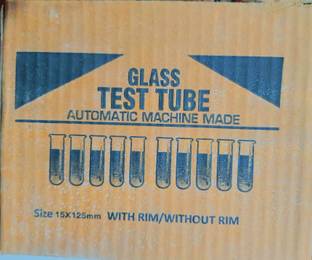 GLASS
TEST TUBE
AUTOMATIC MACHINE MADE
Size 15X125mm WITH RIM/WITHOUT RIM